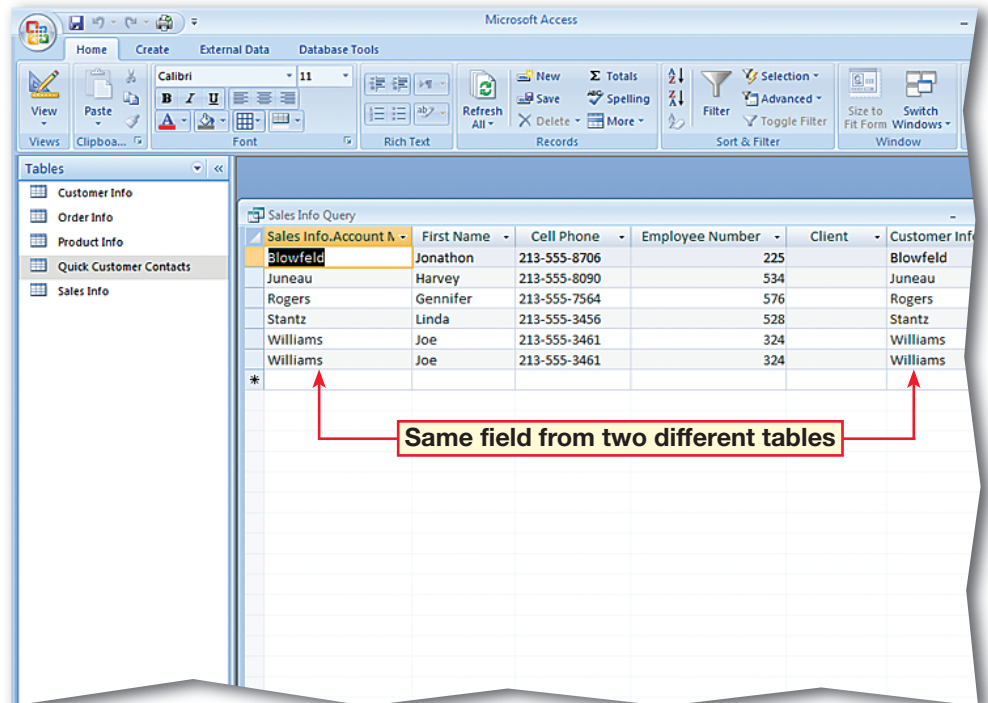 Microsoft Access
Home Create External Data Database Tools
View
Paste
Calibri 11
B I U
A
ab
Refresh All
New
Save
Delete
Σ Totals
Spelling
More
Filter
Selection
Advanced
Toggle Filter
Size to Fit Form
Switch Windows
Views Clipboa... Font Rich Text Records Sort & Filter Window
Tables
Customer Info
Order Info
Product Info
Quick Customer Contacts
Sales Info
Sales Info Query
Sales Info.Account First Name Cell Phone Employee Number Client Customer
Blowfeld Jonathon 213-555-8706 225 Blowfeld
Juneau Harvey 213-555-8090 534 Juneau
Rogers Gennifer 213-555-7564 576 Rogers
Stantz Linda 213-555-3456 528 Stantz
Williams Joe 213-555-3461 324 Williams
Williams Joe 213-555-3461 324 Williams
Same field from two different tables